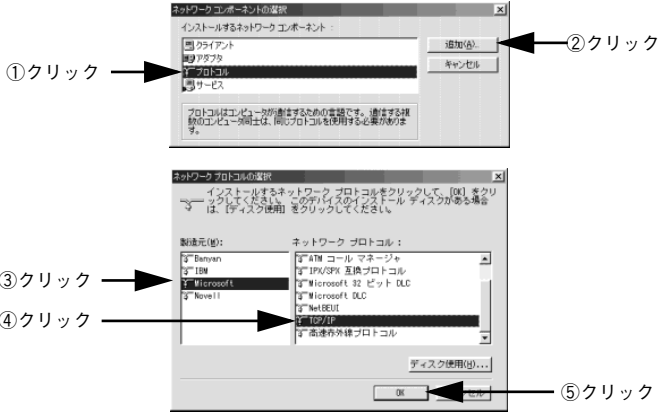 ネットワーク コンポーネントの選択
インストールするネットワーク コンポーネント :
クライアント
アダプタ
プロトコル
サービス
追加(A)...
キャンセル
①クリック
②クリック
プロトコルはコンピュータが通信するための言語です。通信する複
数のコンピュータ同士は、同じプロトコルを使用する必要がありま
す。
ネットワーク プロトコルの選択
インストールするネットワーク プロトコルをクリックして、[OK] をクリ
ックしてください。 このデバイスのインストール ディスクがある場合
は、[ディスク使用] をクリックしてください。
製造元(M):
Banyan
IBM
Microsoft
Novell
ネットワーク プロトコル :
ATM コール マネージャ
IPX/SPX 互換プロトコル
Microsoft 32 ビット DLC
Microsoft DLC
NetBEUI
TCP/IP
高速赤外線プロトコル
③クリック
④クリック
ディスク使用(H)...
OK
⑤クリック